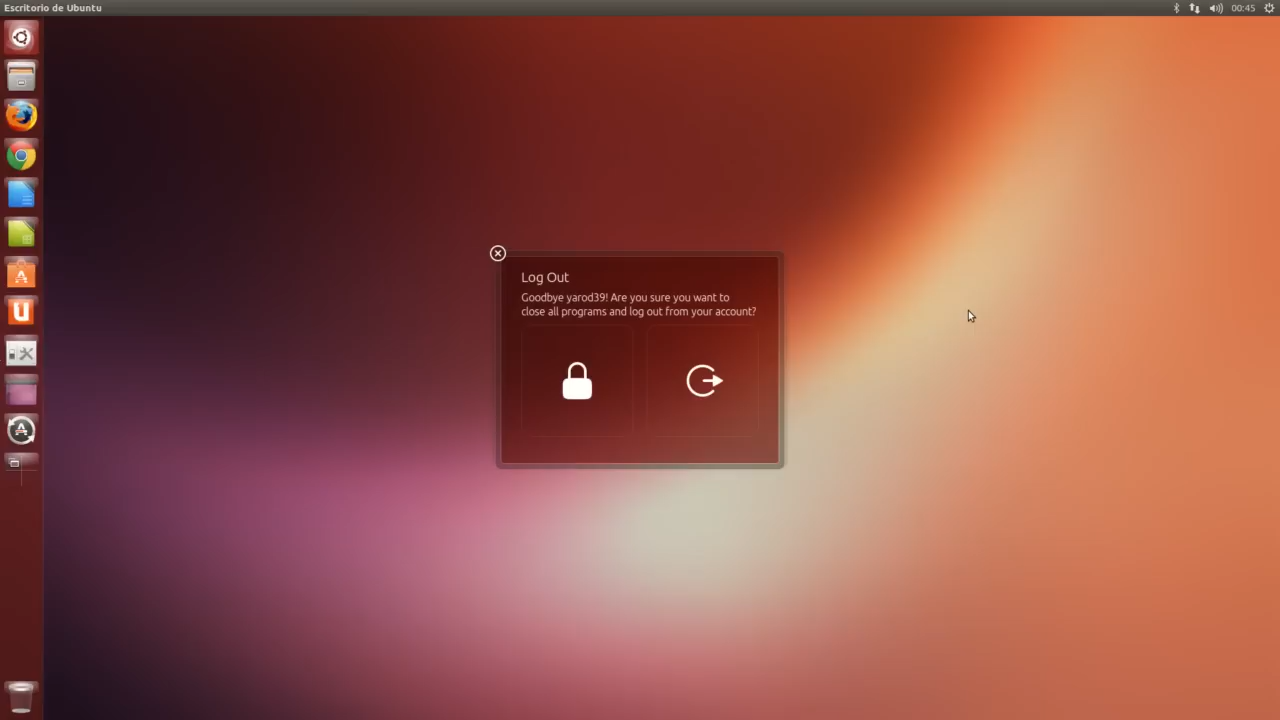 Escritorio de Ubuntu
00:45
Log Out
Goodbye yarod39! Are you sure you want to
close all programs and log out from your account?